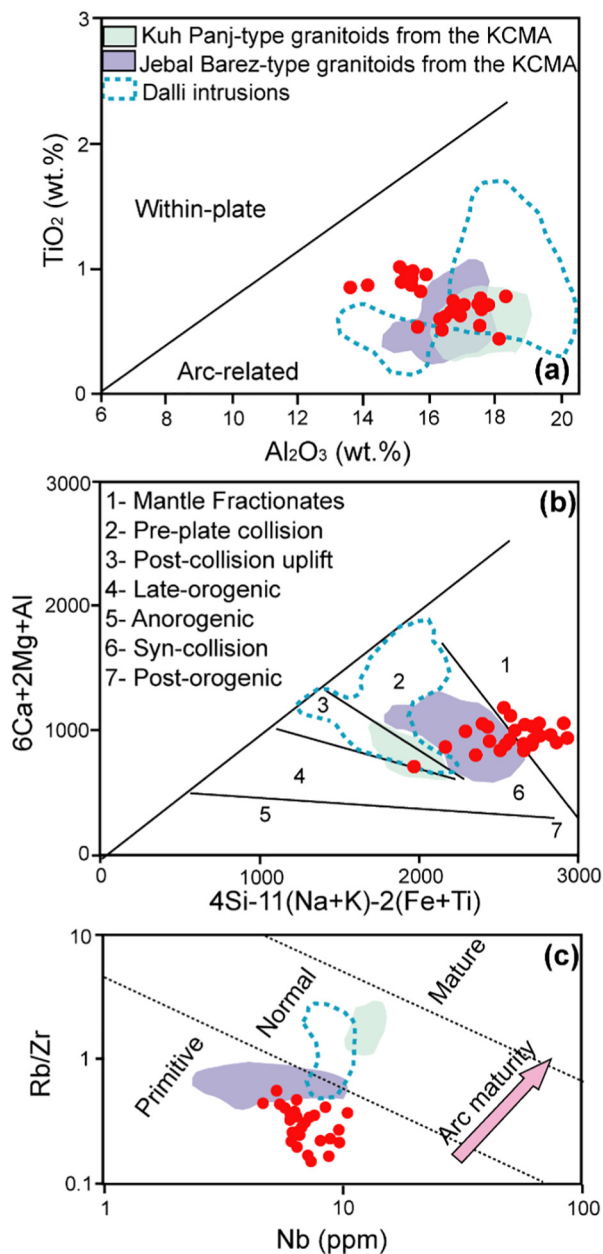 3
Kuh Panj-type granitoids from the KCMA
Jebal Barez-type granitoids from the KCMA
Dalli intrusions
2
TiO₂ (wt.%)
Within-plate
1
Arc-related
(a)
0
6 8 10 12 14 16 18 20
Al₂O₃ (wt.%)
3000
(b)
1- Mantle Fractionates
2- Pre-plate collision
3- Post-collision uplift
4- Late-orogenic
5- Anorogenic
6- Syn-collision
7- Post-orogenic
2000
6Ca+2Mg+Al
1
2
3
1000
4
6
5
7
0
1000 2000 3000
4Si-11(Na+K)-2(Fe+Ti)
10
(c)
Mature
Normal
Rb/Zr
1
Primitive
Arc maturity
0.1
1 10 100
Nb (ppm)